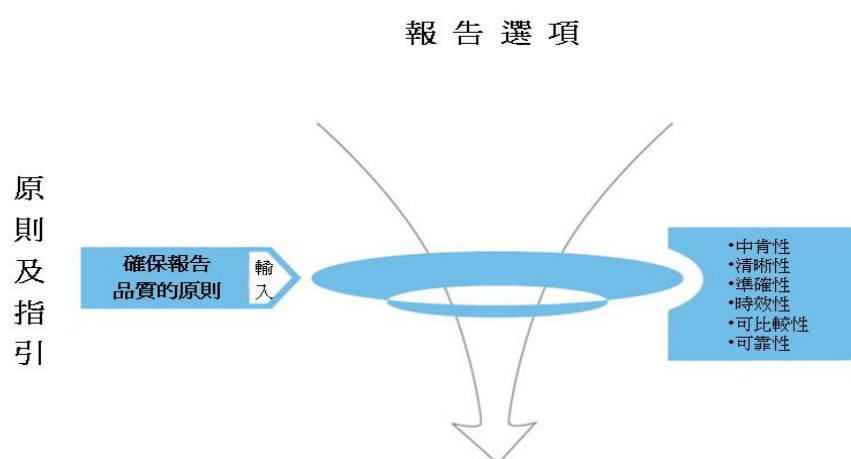 報告選項
原則及指引
確保報告
品質的原則
輸入
•中肯性
•清晰性
•準確性
•時效性
•可比較性
•可靠性